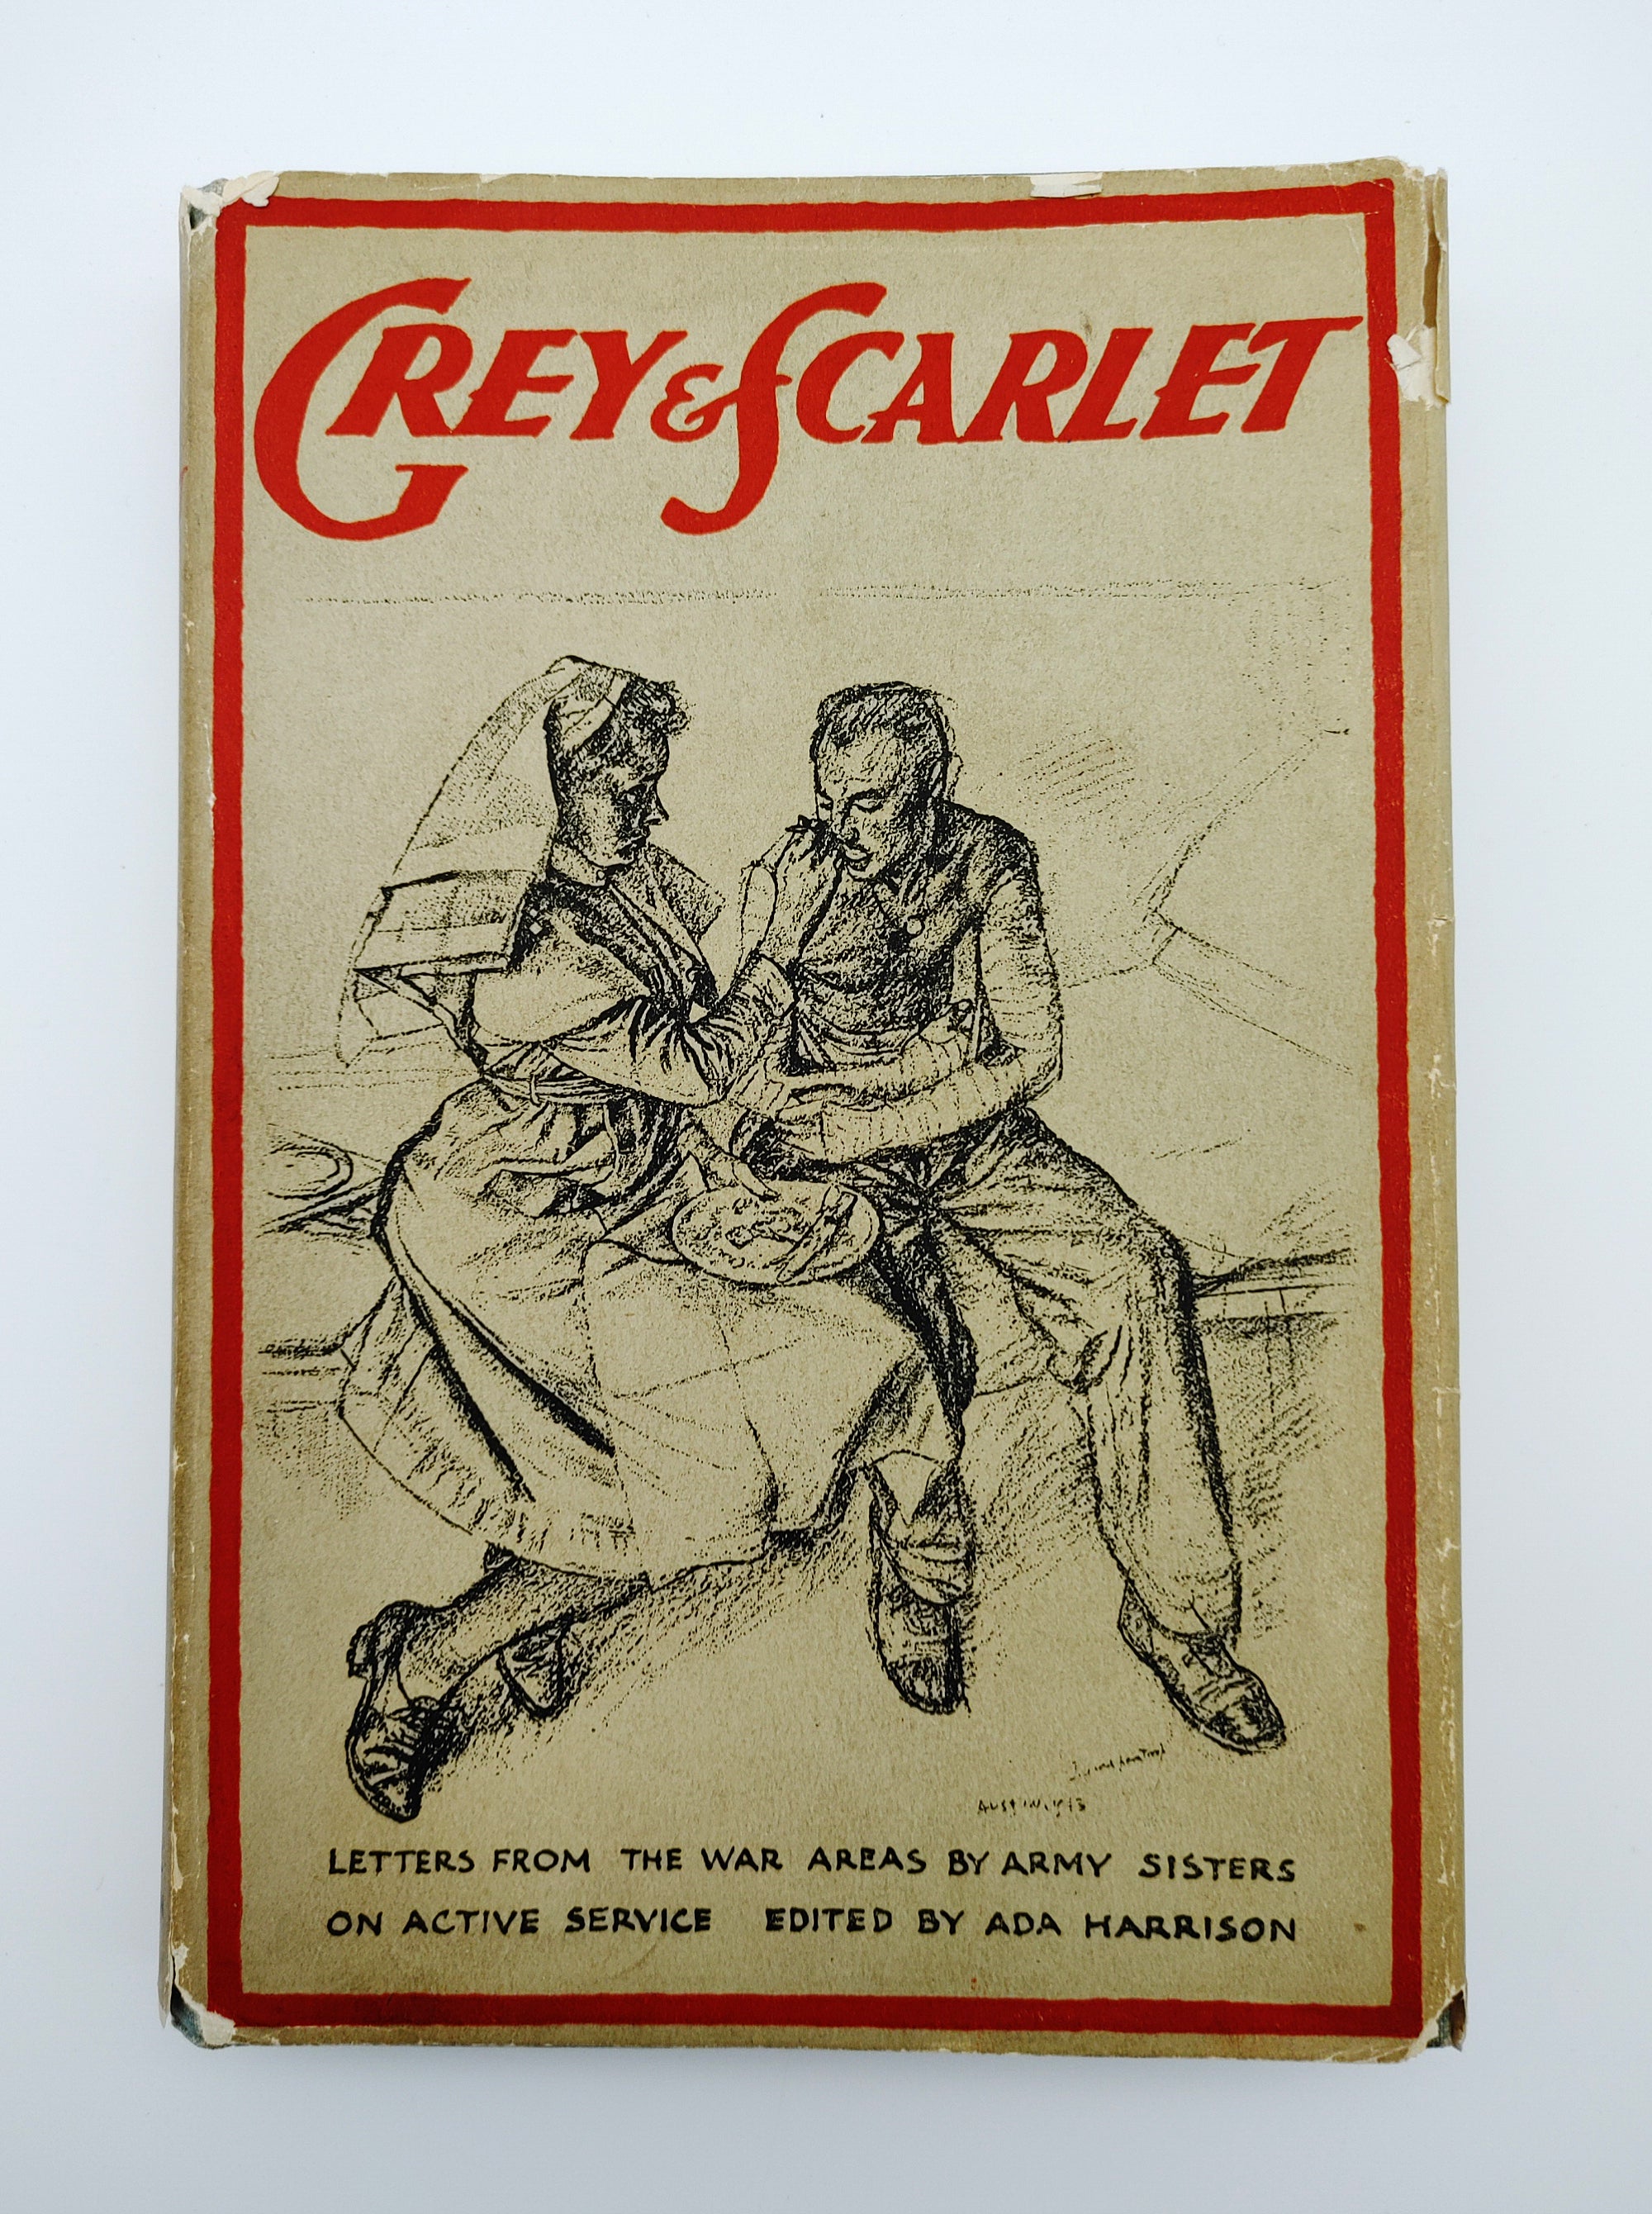 GREY & SCARLET
LETTERS FROM THE WAR AREAS BY ARMY SISTERS
ON ACTIVE SERVICE EDITED BY ADA HARRISON